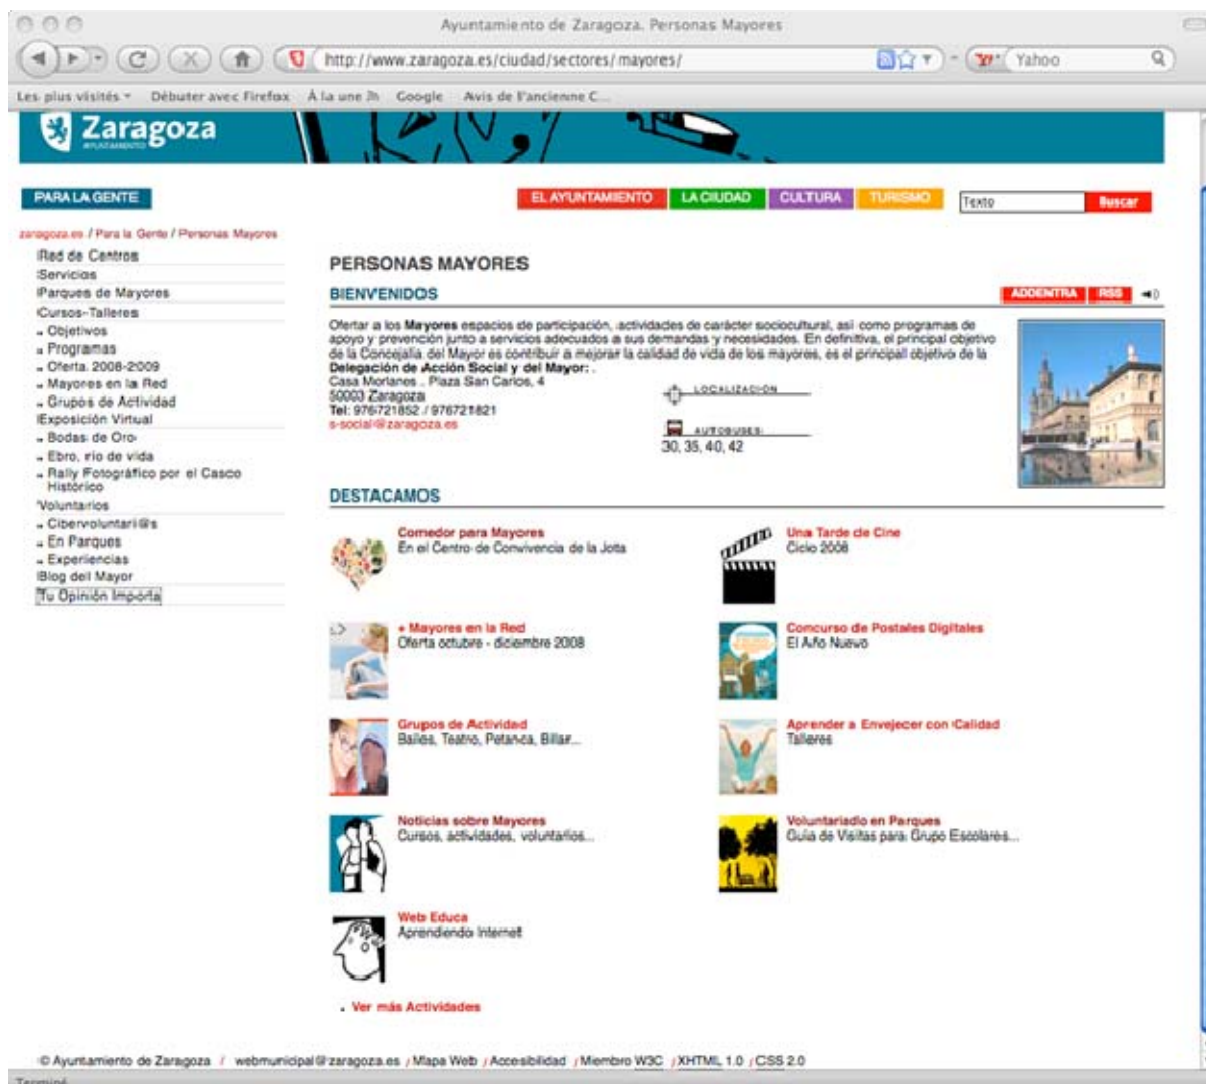 Ayuntamiento de Zaragoza. Personas Mayores
http://www.zaragoza.es/ciudad/sectores/mayores/
Yahoo
Les plus visités Débuter avec Firefox À la une Google Avis de l'ancienne C...
Zaragoza
AYUNTAMIENTO
PARA LA GENTE
EL AYUNTAMIENTO LA CIUDAD CULTURA TURISMO
Texto Buscar
zaragoza.es / Para la Gente / Personas Mayores
Red de Centros
Servicios
Parques de Mayores
Cursos-Talleres
Objetivos
Programas
Oferta 2008-2009
Mayores en la Red
Grupos de Actividad
Exposición Virtual
Bodas de Oro
Ebro, río de vida
Rally Fotográfico por el Casco
Histórico
Voluntarios
Cibervoluntari@s
En Parques
Experiencias
Blog del Mayor
Tu Opinión Importa
PERSONAS MAYORES
BIENVENIDOS
ADDENTRA RSS
Ofertar a los Mayores espacios de participación, actividades de carácter sociocultural, así como programas de
apoyo y prevención junto a servicios adecuados a sus demandas y necesidades. En definitiva, el principal objetivo
de la Concejalía del Mayor es contribuir a mejorar la calidad de vida de los mayores, es el principal objetivo de la
Delegación de Acción Social y del Mayor: .
Casa Morlanes . Plaza San Carlos, 4
50003 Zaragoza
Tel: 976721852 / 976721821
s-social@zaragoza.es
LOCALIZACIÓN
AUTOBUSES
30, 35, 40, 42
DESTACAMOS
Comedor para Mayores
En el Centro de Convivencia de la Jota
Una Tarde de Cine
Ciclo 2008
+ Mayores en la Red
Oferta octubre - diciembre 2008
Concurso de Postales Digitales
El Año Nuevo
Grupos de Actividad
Bailes, Teatro, Petanca, Billar...
Aprender a Envejecer con Calidad
Talleres
Noticias sobre Mayores
Cursos, actividades, voluntarios...
Voluntariado en Parques
Guía de Visitas para Grupo Escolares...
Web Educa
Aprendiendo Internet
Ver más Actividades
© Ayuntamiento de Zaragoza / webmunicipal@zaragoza.es / Mapa Web / Accesibilidad / Miembro W3C / XHTML 1.0 / CSS 2.0
Terminé